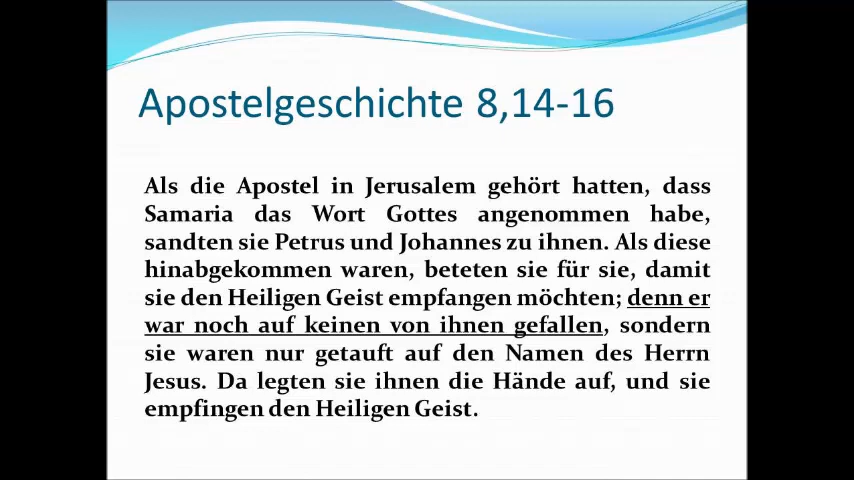 Apostelgeschichte 8,14-16
Als die Apostel in Jerusalem gehört hatten, dass
Samaria das Wort Gottes angenommen habe,
sandten sie Petrus und Johannes zu ihnen. Als diese
hinabgekommen waren, beteten sie für sie, damit
sie den Heiligen Geist empfangen möchten; denn er
war noch auf keinen von ihnen gefallen, sondern
sie waren nur getauft auf den Namen des Herrn
Jesus. Da legten sie ihnen die Hände auf, und sie
empfingen den Heiligen Geist.